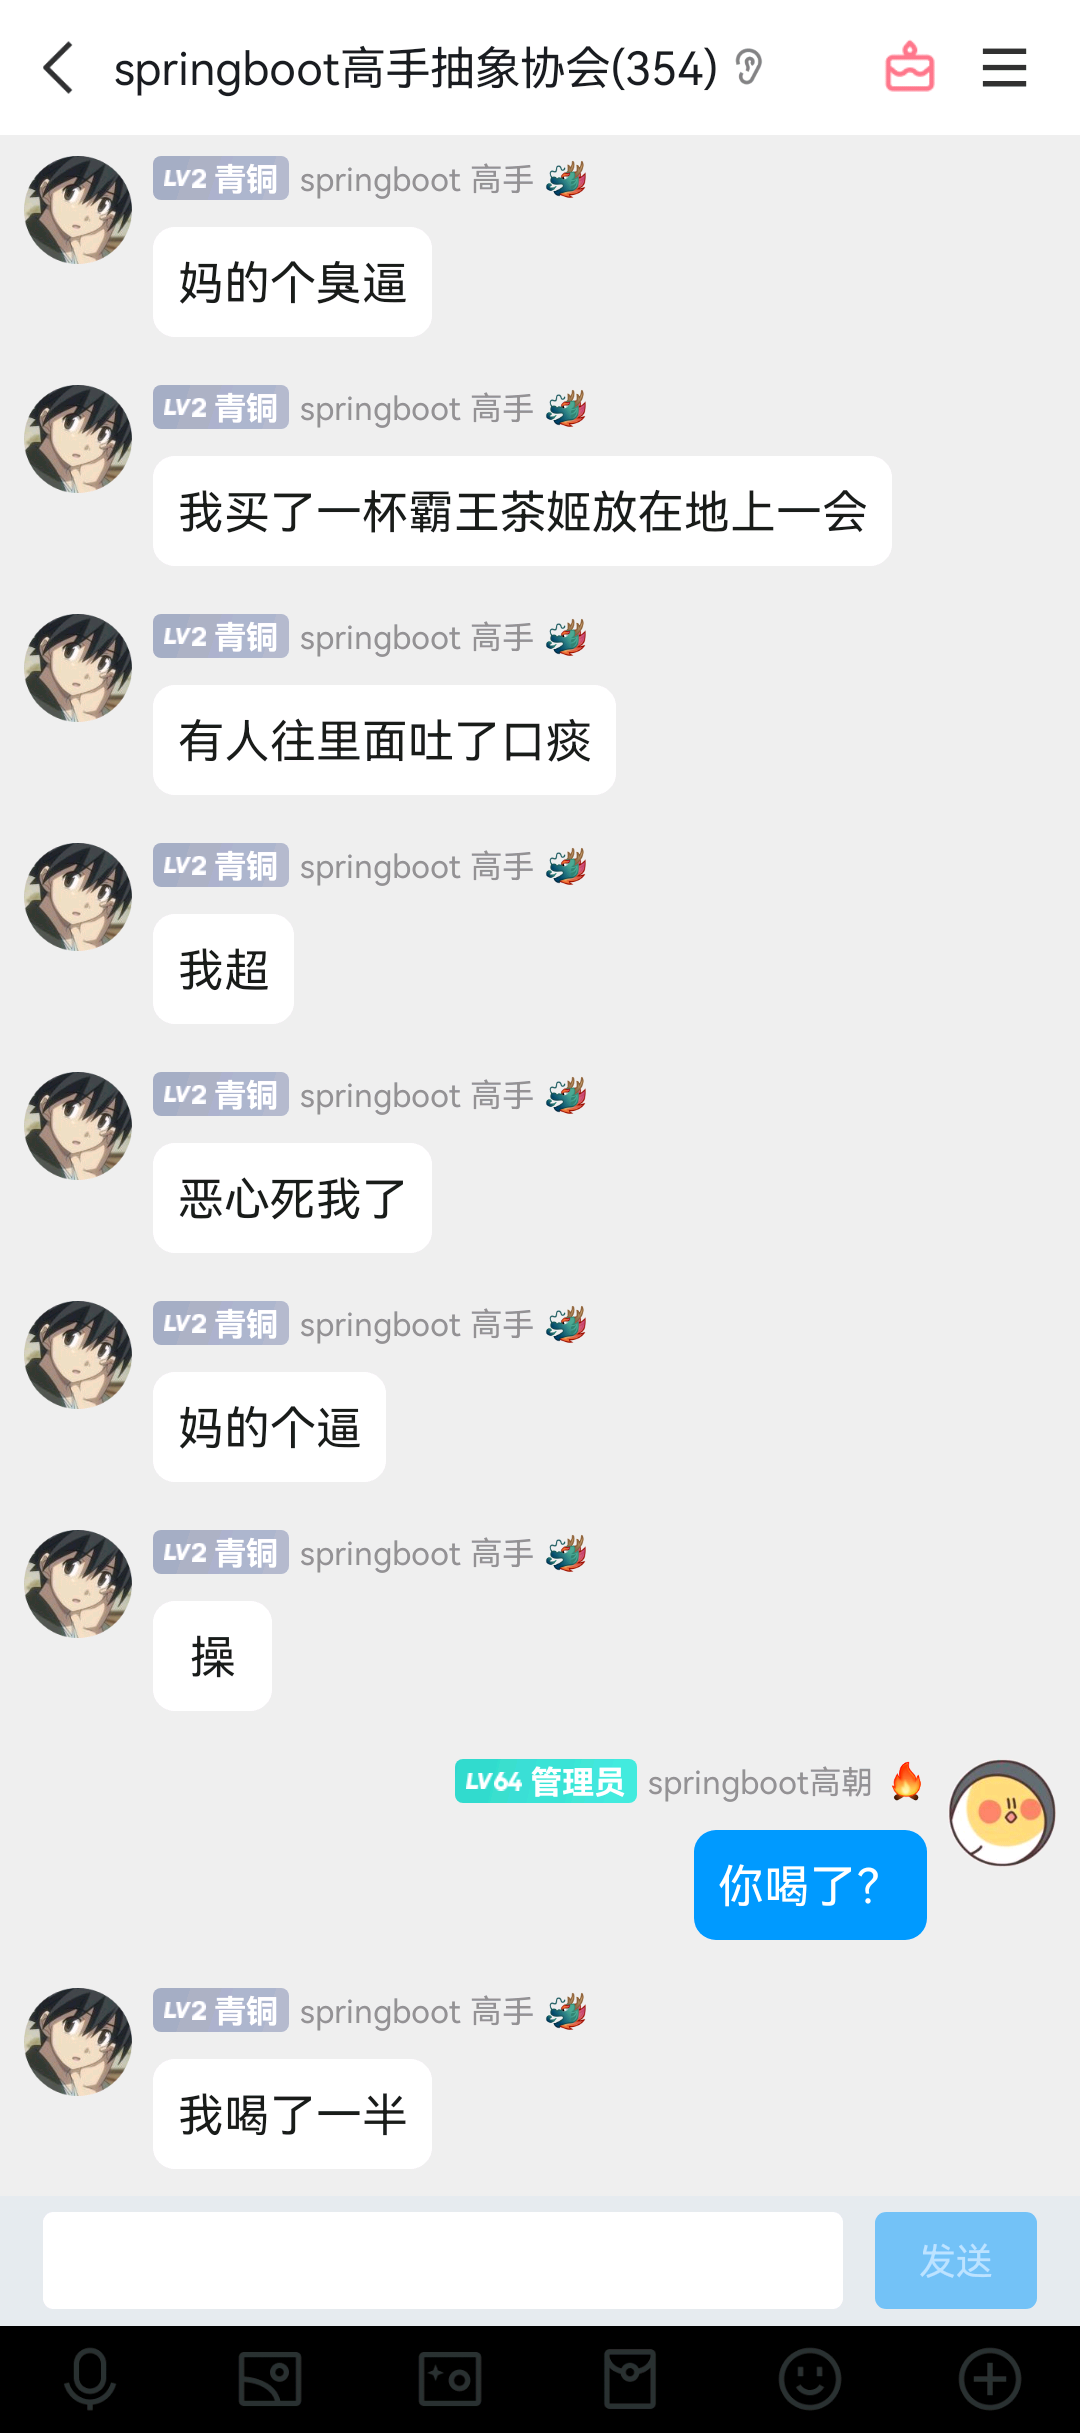 springboot高手抽象协会(354)
LV2 青铜 springboot 高手
妈的个臭逼
LV2 青铜 springboot 高手
我买了一杯霸王茶姬放在地上一会
LV2 青铜 springboot 高手
有人往里面吐了口痰
LV2 青铜 springboot 高手
我超
LV2 青铜 springboot 高手
恶心死我了
LV2 青铜 springboot 高手
妈的个逼
LV2 青铜 springboot 高手
操
LV64 管理员 springboot高朝
你喝了？
LV2 青铜 springboot 高手
我喝了一半
发送